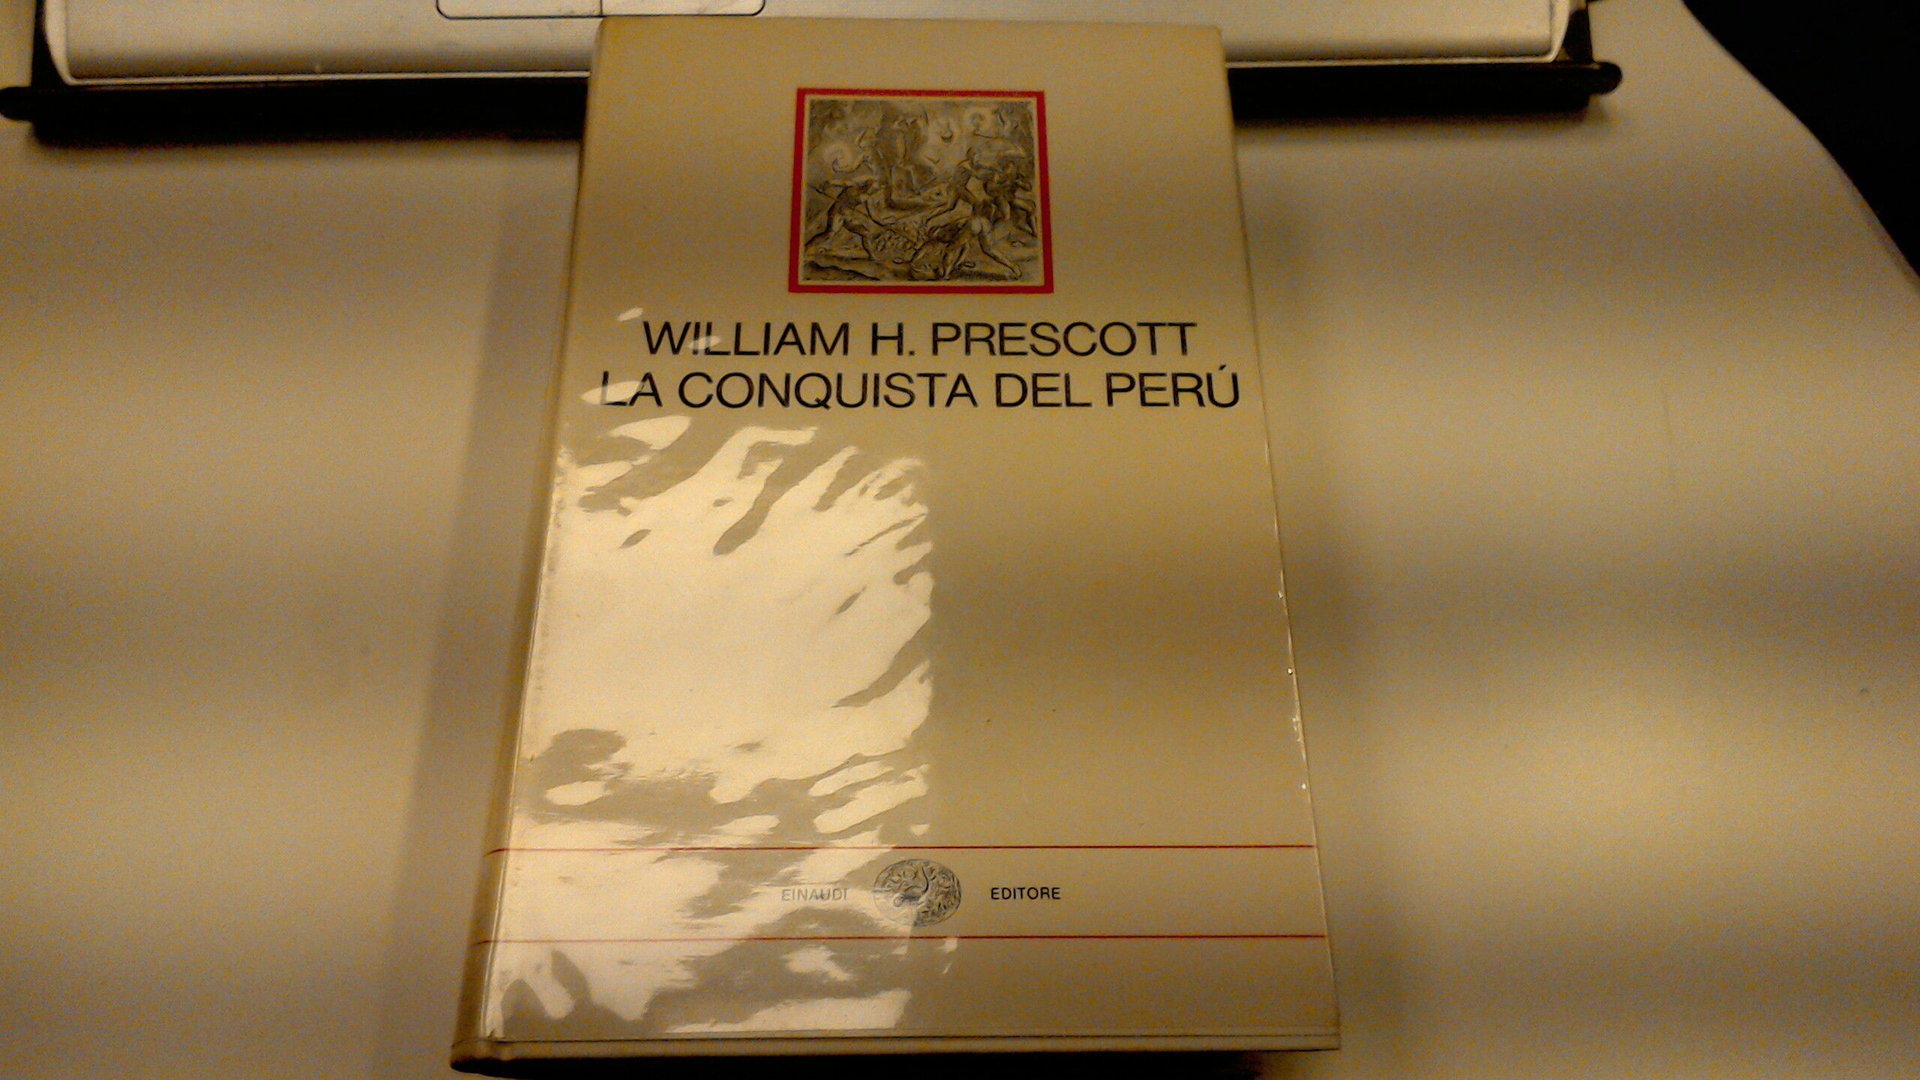 WILLIAM H. PRESCOTT
LA CONQUISTA DEL PERÚ
EINAUDI EDITORE